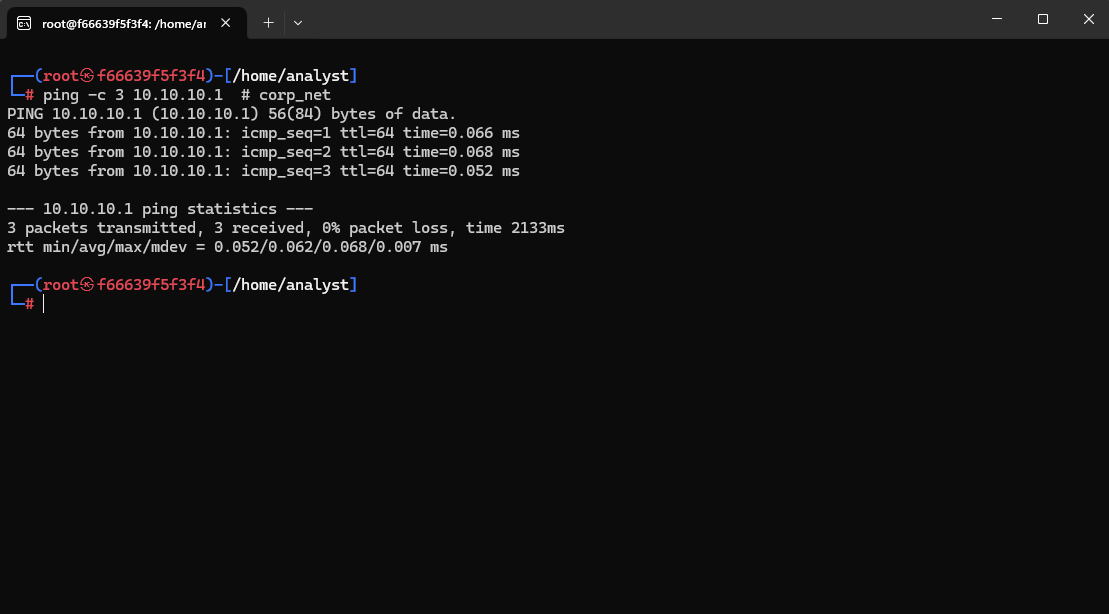 root@f66639f5f3f4: /home/ar
┌──(root㉿f66639f5f3f4)-[/home/analyst]
└─# ping -c 3 10.10.10.1  # corp_net
PING 10.10.10.1 (10.10.10.1) 56(84) bytes of data.
64 bytes from 10.10.10.1: icmp_seq=1 ttl=64 time=0.066 ms
64 bytes from 10.10.10.1: icmp_seq=2 ttl=64 time=0.068 ms
64 bytes from 10.10.10.1: icmp_seq=3 ttl=64 time=0.052 ms
--- 10.10.10.1 ping statistics ---
3 packets transmitted, 3 received, 0% packet loss, time 2133ms
rtt min/avg/max/mdev = 0.052/0.062/0.068/0.007 ms
┌──(root㉿f66639f5f3f4)-[/home/analyst]
└─#